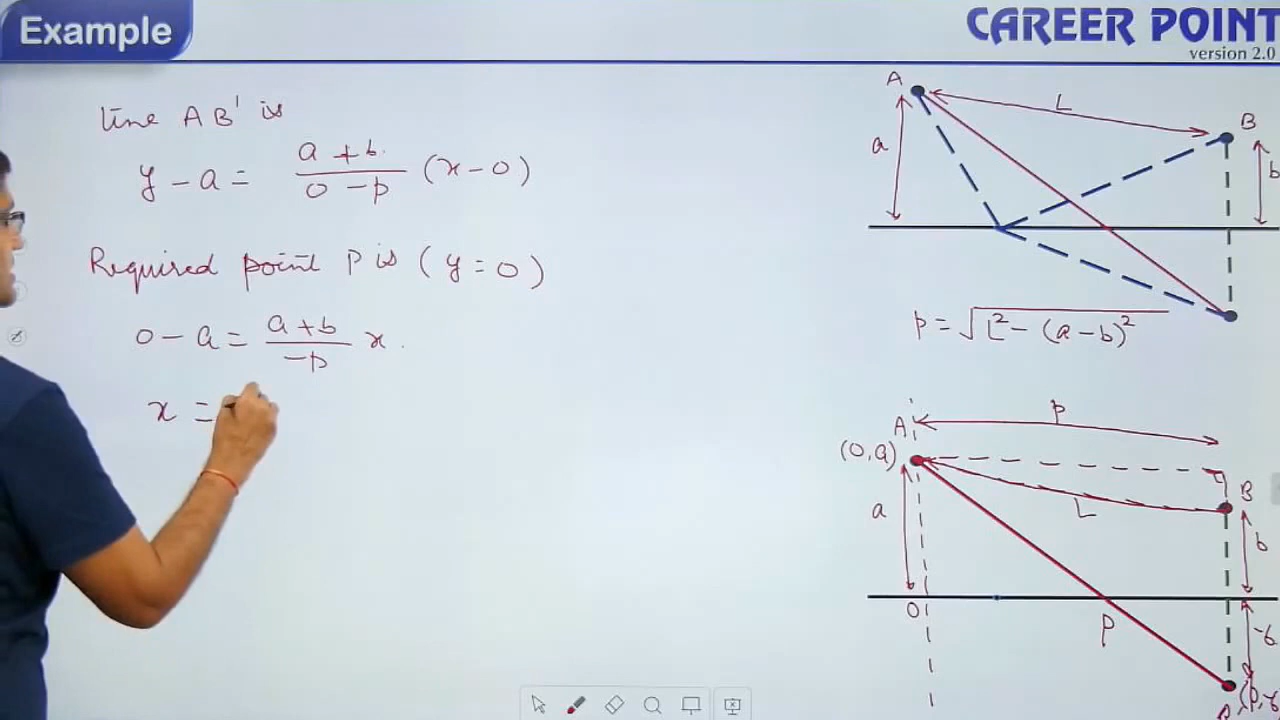 Example
CAREER POINT
version 2.0
line AB' is
y - a = a + b / 0 - p (x - 0)
Required point P is (y = 0)
0 - a = a + b / -p x.
x =
A
L
B
a
b
p = √L² - (a - b)²
p
A
(0, a)
B
L
a
b
O
P
-b